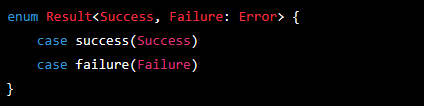 enum Result<Success, Failure: Error> {
    case success(Success)
    case failure(Failure)
}